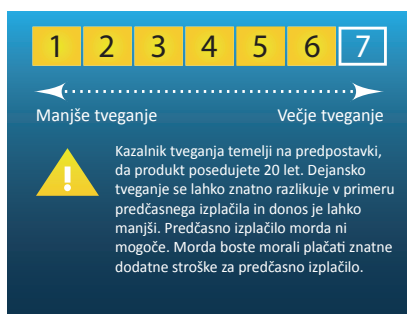 1 2 3 4 5 6 7
Manjše tveganje Večje tveganje
Kazalnik tveganja temelji na predpostavki,
da produkt posedujete 20 let. Dejansko
tveganje se lahko znatno razlikuje v primeru
predčasnega izplačila in donos je lahko
manjši. Predčasno izplačilo morda ni
mogoče. Morda boste morali plačati znatne
dodatne stroške za predčasno izplačilo.